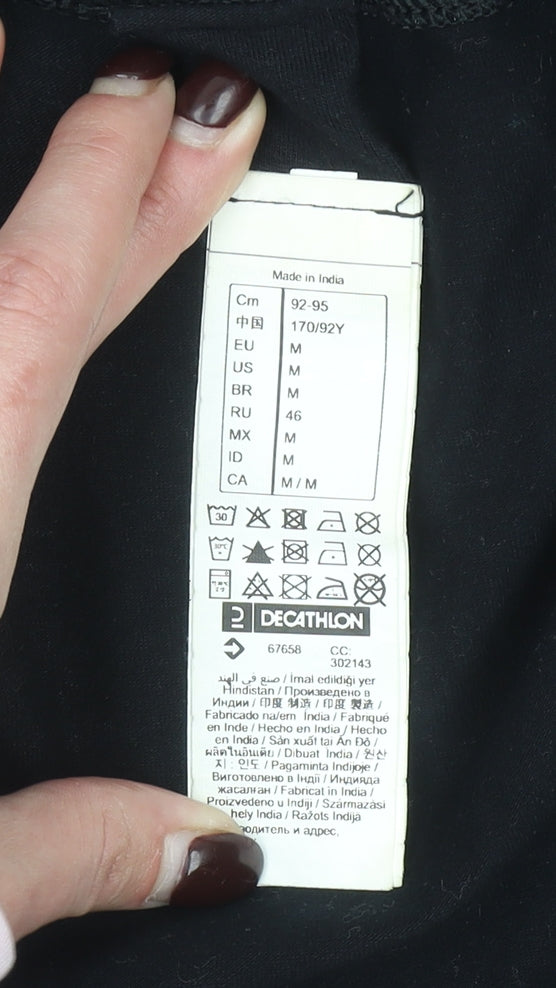 Made in India
Cm 92-95
中国 170/92Y
EU M
US M
BR M
RU 46
MX M
ID M
CA M / M
30
30°C
DECATHLON
67658 CC:
302143
صنع في الهند / İmal edildiği yer
Hindistan / Произведено в
Индии / 印度 制造 / 印度 製造 /
Fabricado na/em Índia / Fabriqué
en Inde / Hecho en India / Hecho
en India / Sản xuất tại Ấn Độ /
ผลิตในอินเดีย / Dibuat India / 원산
지 : 인도 / Pagaminta Indijoje /
Виготовлено в Індії / Индияда
жасалған / Fabricat în India /
Proizvedeno u Indiji / Származási
hely India / Ražots Indija
и адрес,